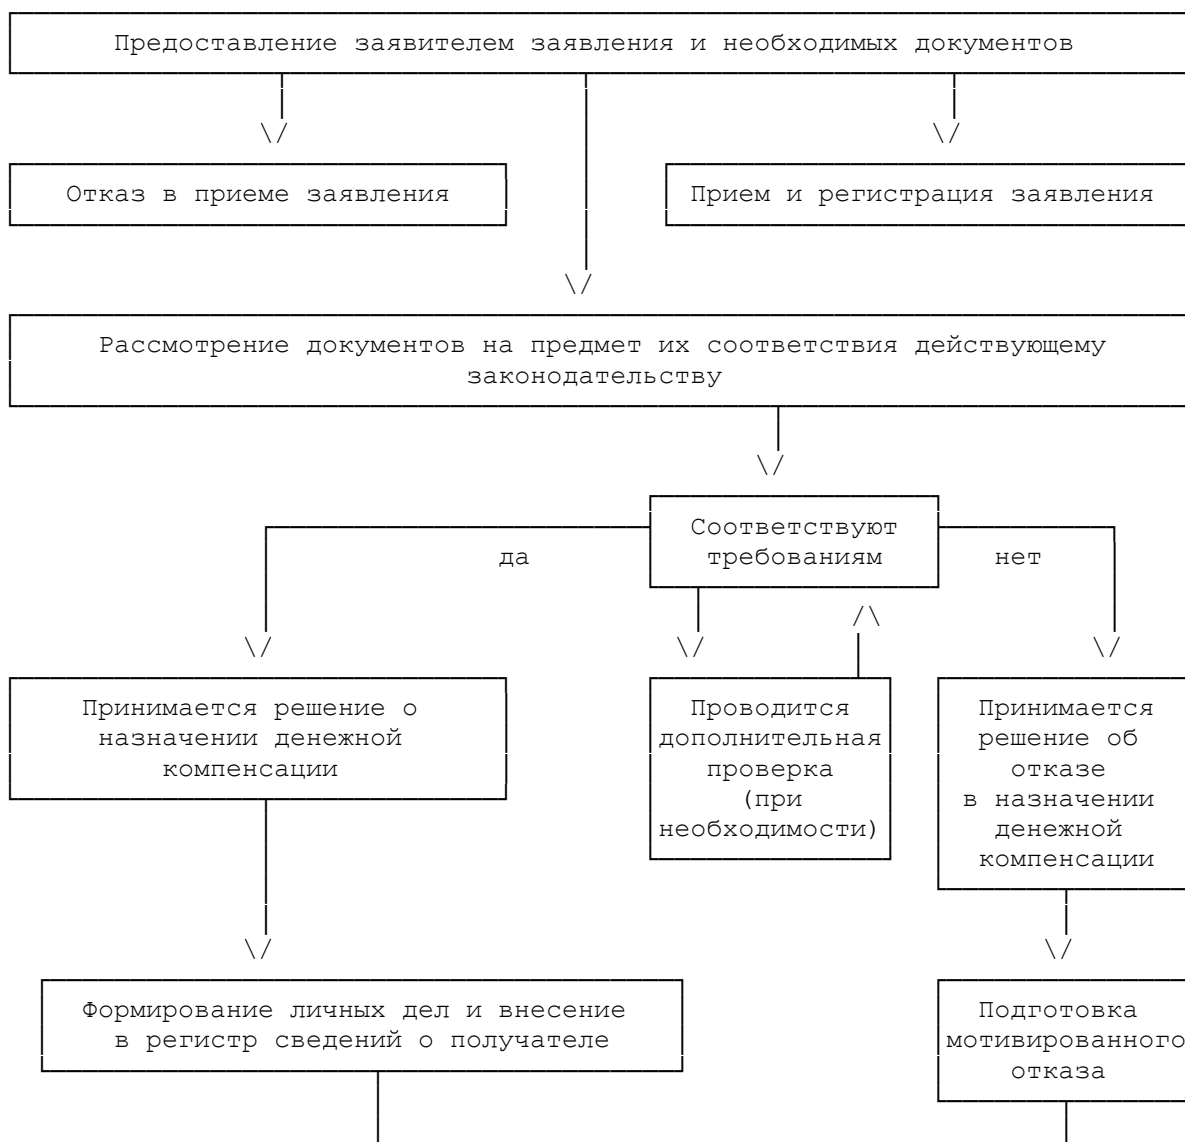 Предоставление заявителем заявления и необходимых документов
Отказ в приеме заявления
Прием и регистрация заявления
Рассмотрение документов на предмет их соответствия действующему
законодательству
Соответствуют
требованиям
да
нет
Принимается решение о
назначении денежной
компенсации
Проводится
дополнительная
проверка
(при
необходимости)
Принимается
решение об
отказе
в назначении
денежной
компенсации
Формирование личных дел и внесение
в регистр сведений о получателе
Подготовка
мотивированного
отказа